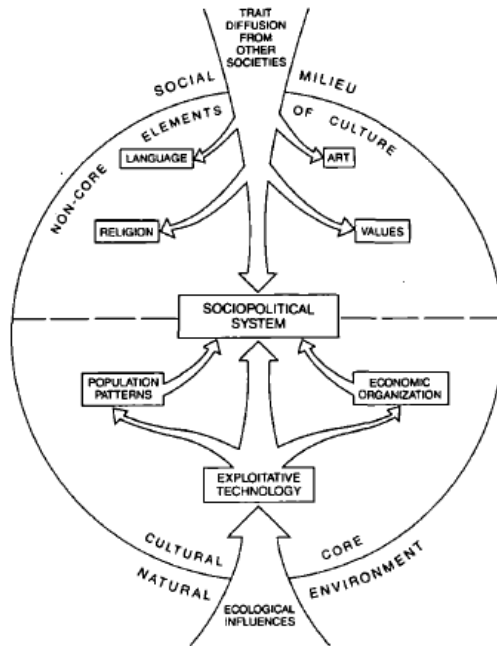 TRAIT
DIFFUSION
FROM
OTHER
SOCIETIES
SOCIAL MILIEU
NON-CORE ELEMENTS OF CULTURE
LANGUAGE
ART
RELIGION
VALUES
SOCIOPOLITICAL
SYSTEM
POPULATION
PATTERNS
ECONOMIC
ORGANIZATION
EXPLOITATIVE
TECHNOLOGY
CULTURAL CORE
NATURAL ENVIRONMENT
ECOLOGICAL
INFLUENCES